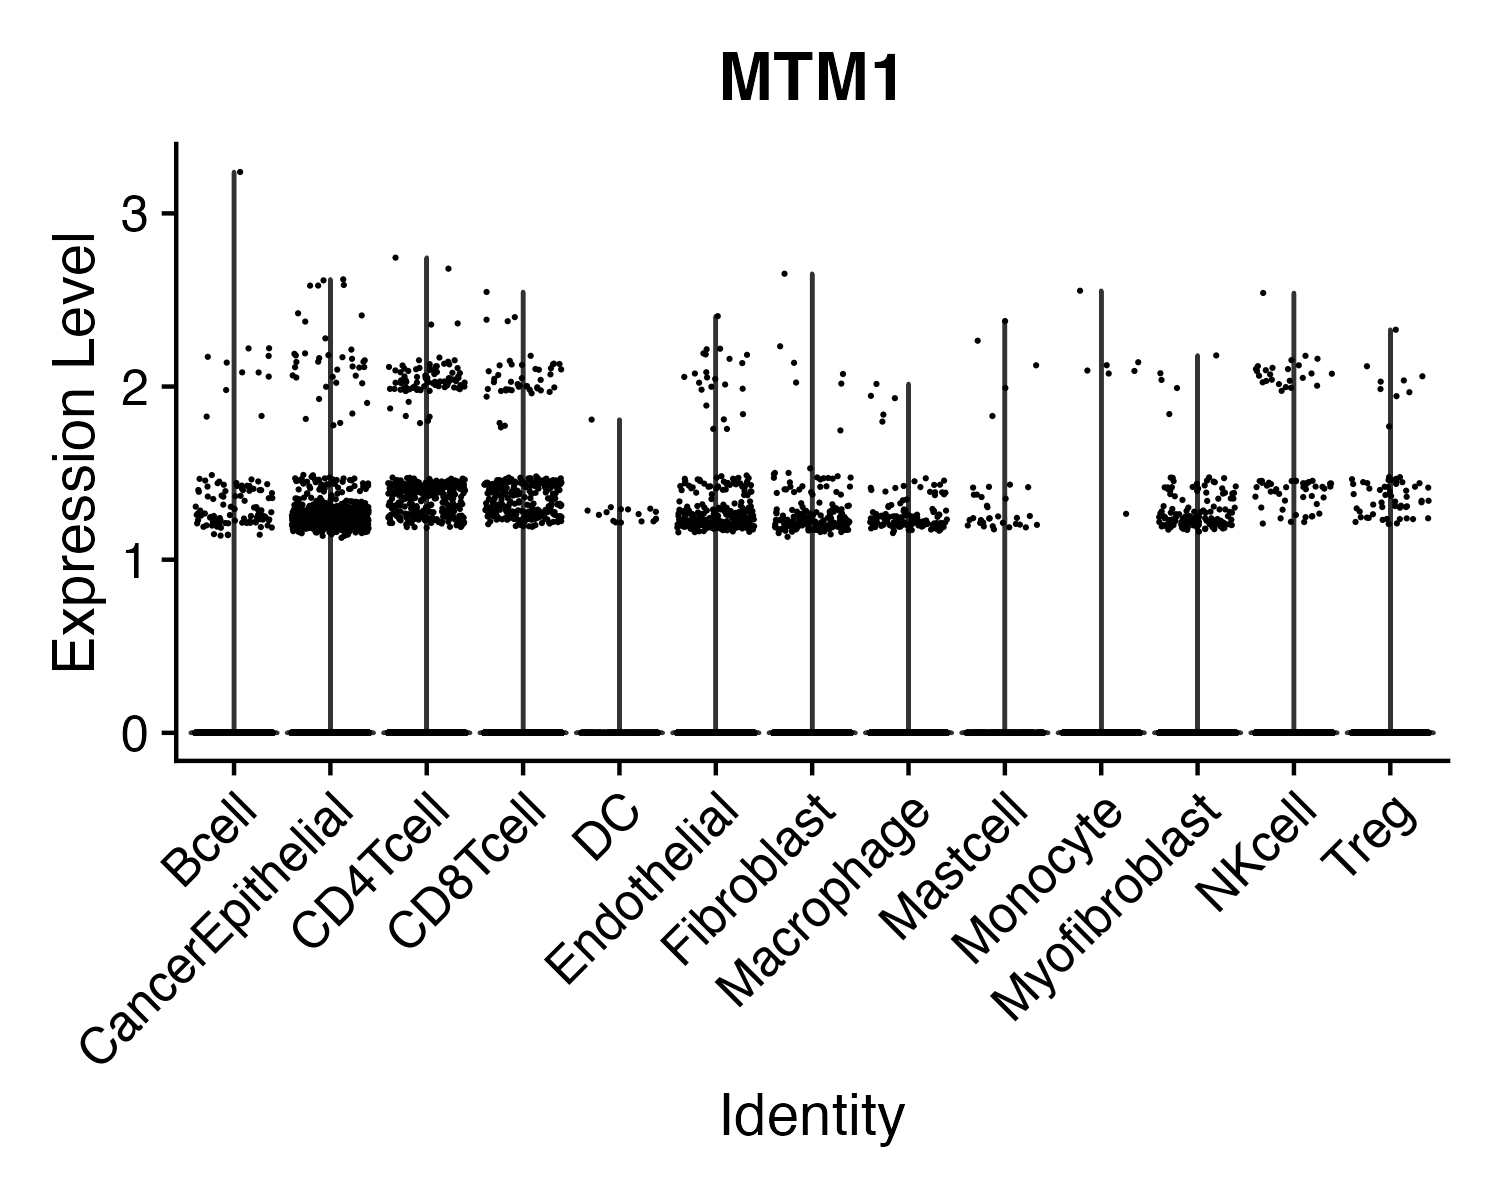 MTM1
Expression Level
3
2
1
0
Bcell
CancerEpithelial
CD4Tcell
CD8Tcell
DC
Endothelial
Fibroblast
Macrophage
Mastcell
Monocyte
Myofibroblast
NKcell
Treg
Identity